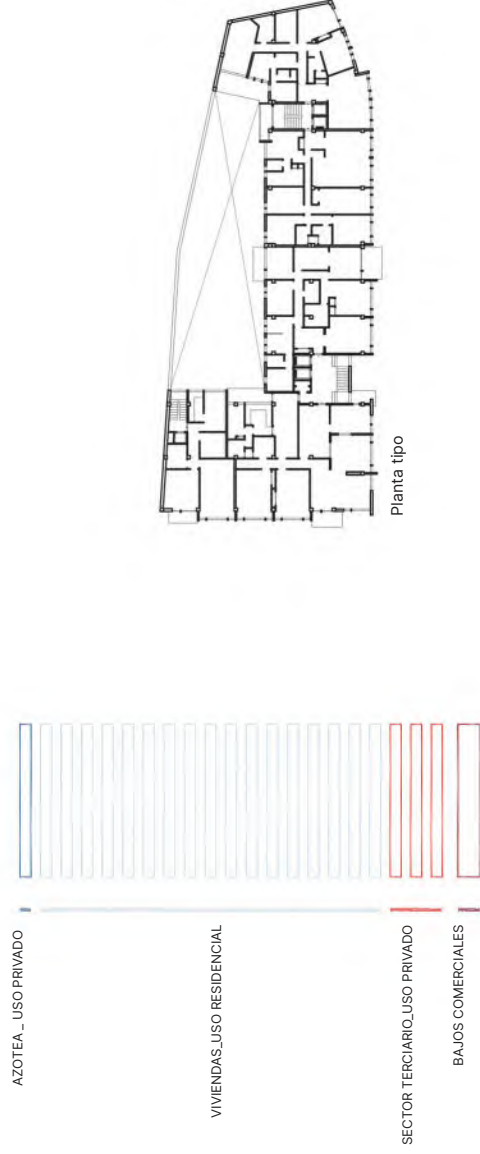 AZOTEA _ USO PRIVADO
VIVIENDAS_USO RESIDENCIAL
SECTOR TERCIARIO_USO PRIVADO
BAJOS COMERCIALES
Planta tipo